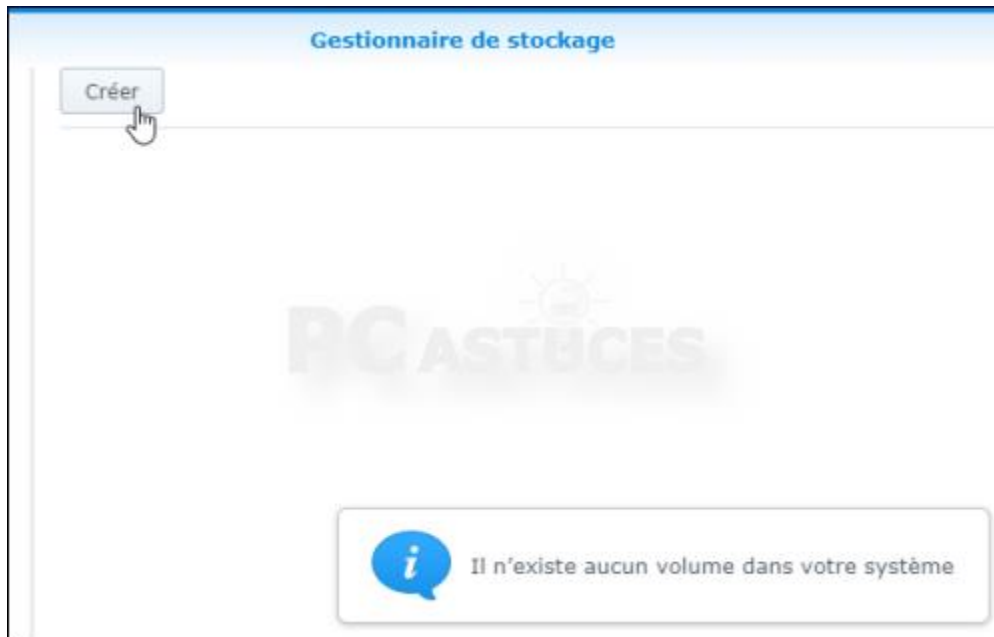 Gestionnaire de stockage
Créer
PC ASTUCES
Il n'existe aucun volume dans votre système